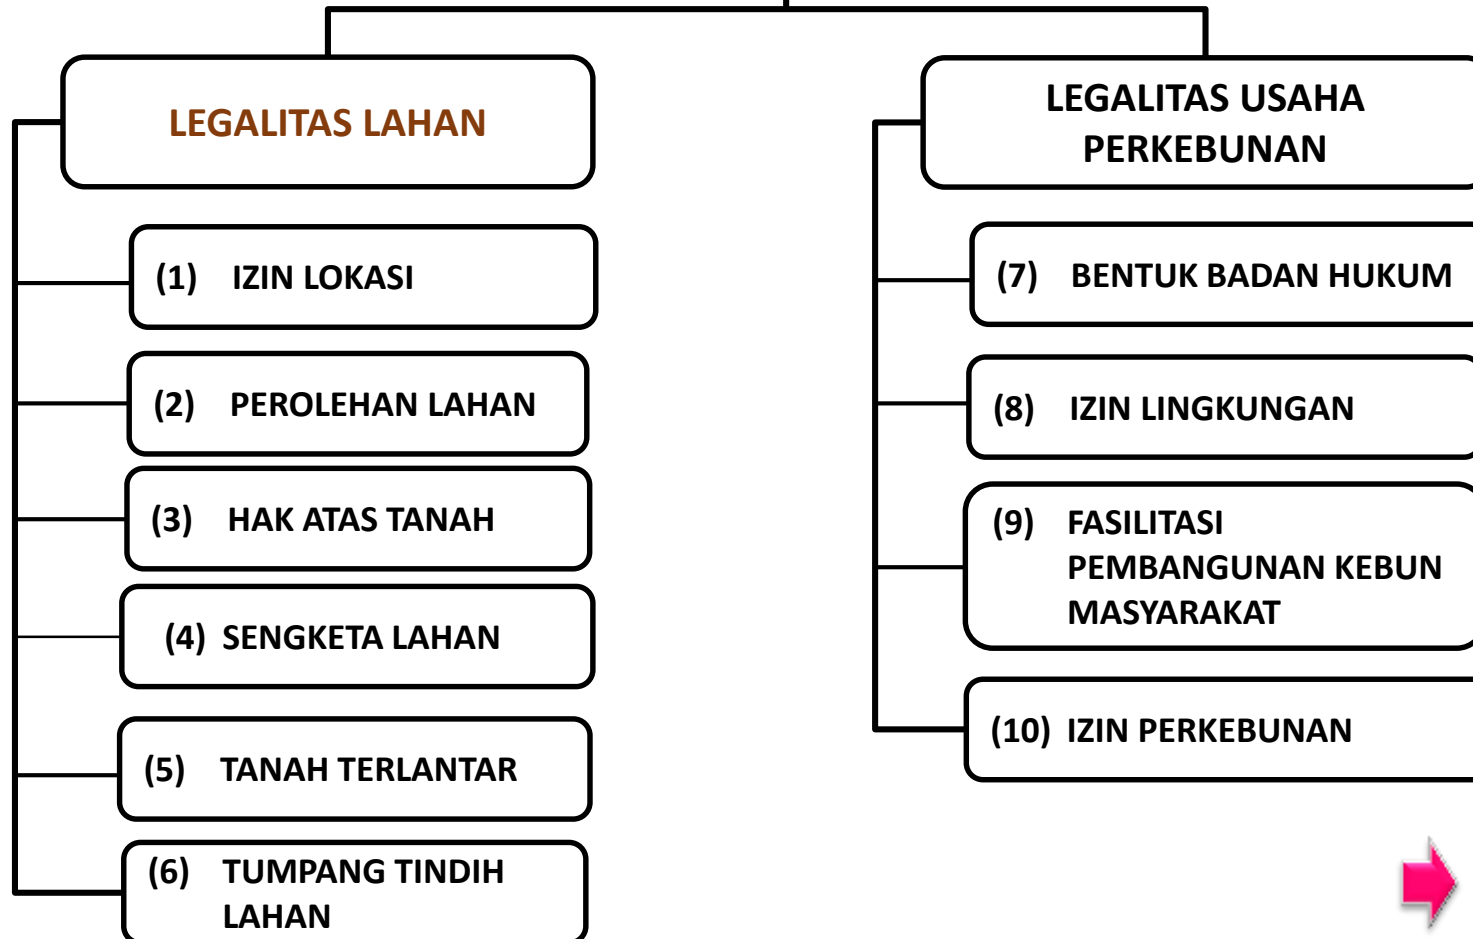 LEGALITAS LAHAN
(1) IZIN LOKASI
(2) PEROLEHAN LAHAN
(3) HAK ATAS TANAH
(4) SENGKETA LAHAN
(5) TANAH TERLANTAR
(6) TUMPANG TINDIH
LAHAN
LEGALITAS USAHA
PERKEBUNAN
(7) BENTUK BADAN HUKUM
(8) IZIN LINGKUNGAN
(9) FASILITASI
PEMBANGUNAN KEBUN
MASYARAKAT
(10) IZIN PERKEBUNAN